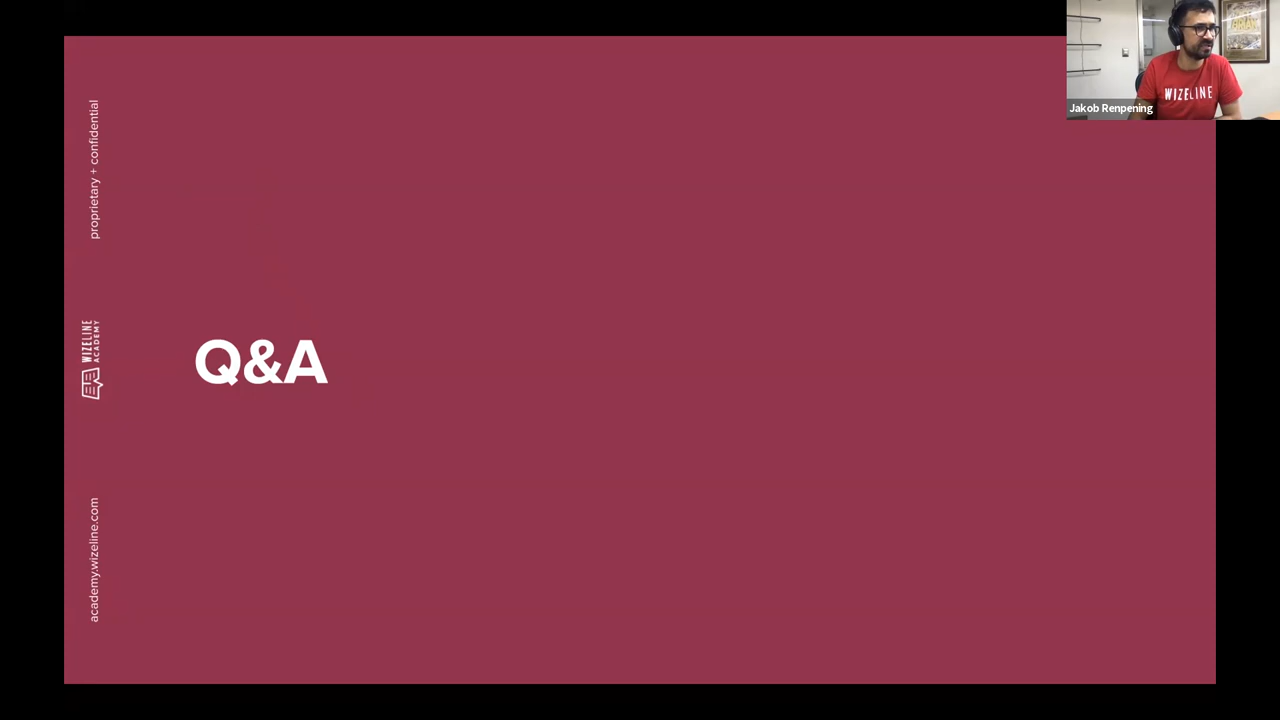 proprietary + confidential
WIZELINE
ACADEMY
academy.wizeline.com
Q&A
WIZELINE
Jakob Renpening